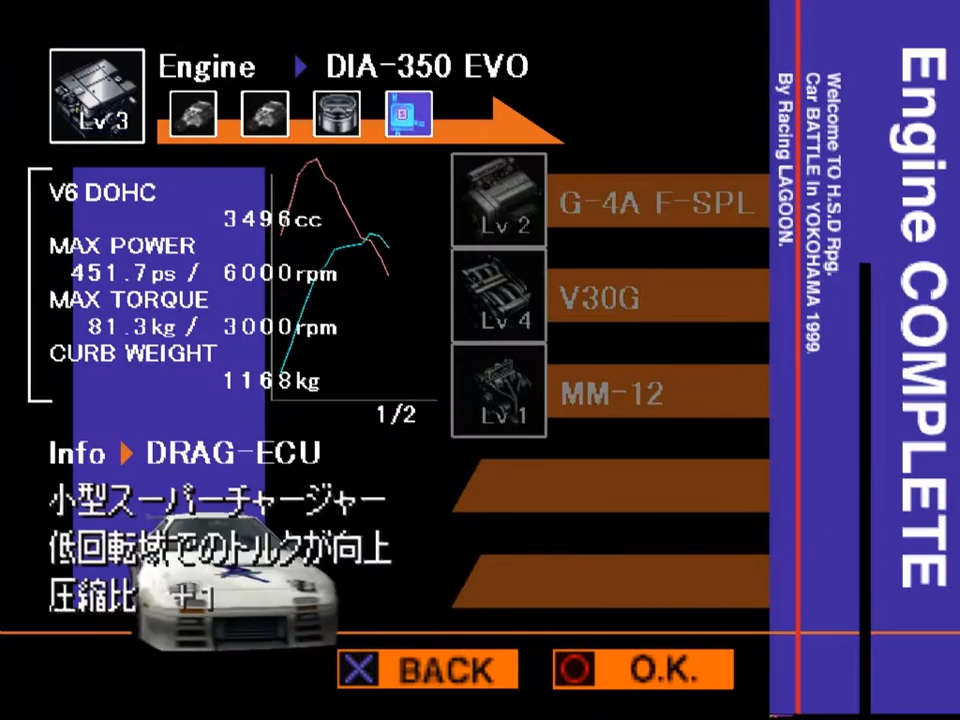 Engine ▶ DIA-350 EVO
Lv 3
V6 DOHC
3496cc
MAX POWER
451.7ps / 6000rpm
MAX TORQUE
81.3kg / 3000rpm
CURB WEIGHT
1168kg
1/2
G-4A F-SPL
Lv 2
V30G
Lv 4
MM-12
Lv 1
Info ▶ DRAG-ECU
小型スーパーチャージャー
低回転域でのトルクが向上
圧縮比 +1
BACK
O.K.
Engine COMPLETE
Welcome TO H.S.D Rpg.
Car BATTLE In YOKOHAMA 1999.
By Racing LAGOON.